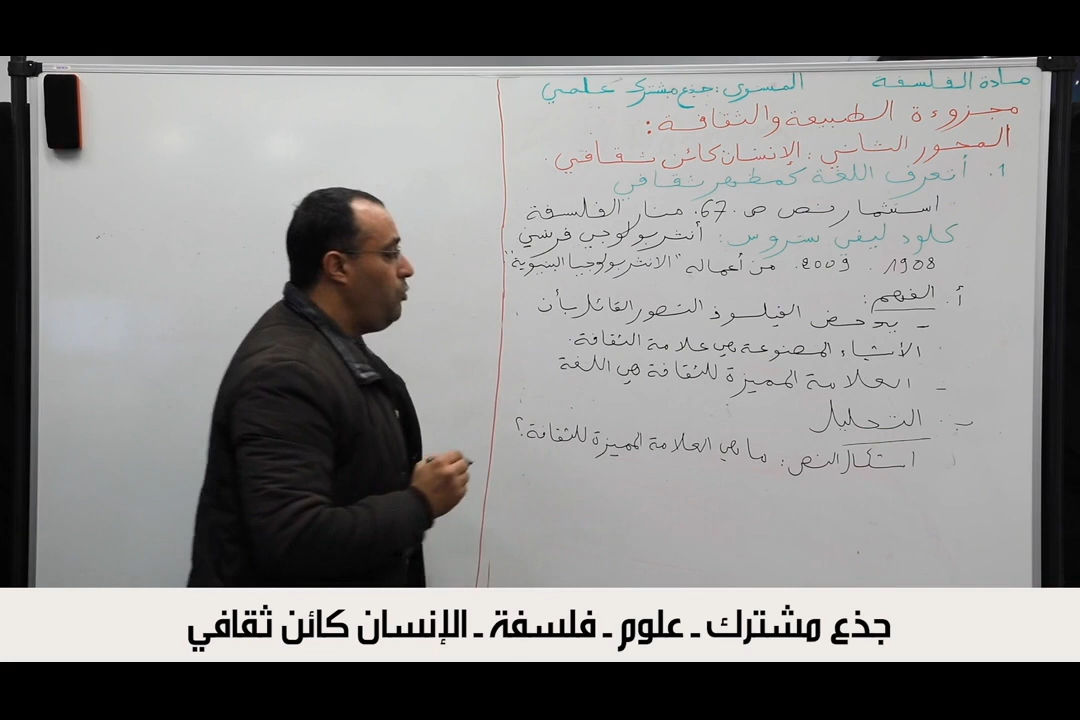 مادة الفلسفة المستوى: جذع مشترك علمي
مجزوءة الطبيعة والثقافة:
المحور الثاني: الإنسان كائن ثقافي.
1. أتعرف اللغة كمظهر ثقافي
استثمار نص ص.67. منار الفلسفة
كلود ليفي ستروس: أنثربولوجي فرنسي
1908. 2009. من أعماله "الانثربولوجيا البنيوية"
أ. الفهم:
- يدحض الفيلسوف التصور القائل بأن
الأشياء المصنوعة هي علامة الثقافة.
- العلامة المميزة للثقافة هي اللغة
ب. التحليل
استشكال النص: ما هي العلامة المميزة للثقافة؟
جذع مشترك - علوم - فلسفة - الإنسان كائن ثقافي